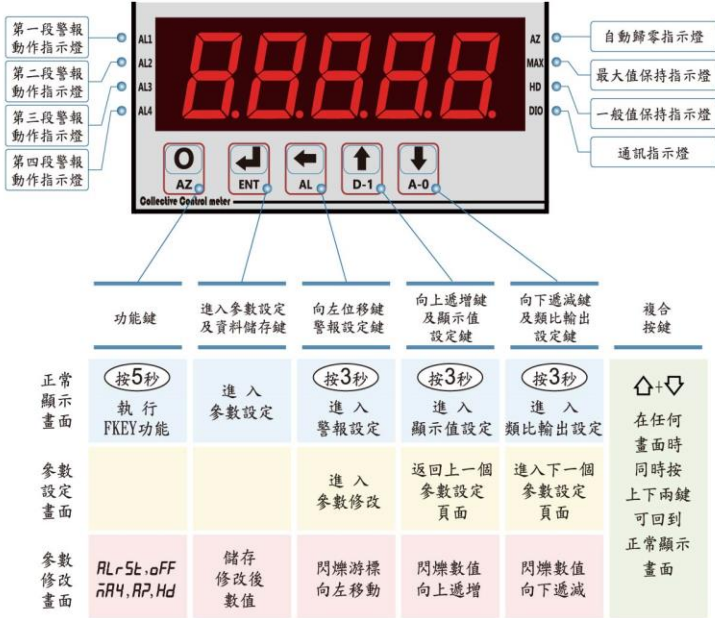 第一段警報
動作指示燈
第二段警報
動作指示燈
第三段警報
動作指示燈
第四段警報
動作指示燈
AL1
AL2
AL3
AL4
8.8.8.8.8.
AZ
MAX
HD
DIO
自動歸零指示燈
最大值保持指示燈
一般值保持指示燈
通訊指示燈
O
AZ
ENT
AL
D-1
A-0
Collective Control meter
功能鍵
進入參數設定
及資料儲存鍵
向左位移鍵
警報設定鍵
向上遞增鍵
及顯示值
設定鍵
向下遞減鍵
及類比輸出
設定鍵
複合
按鍵
正常
顯示
畫面
按5秒
執行
FKEY功能
進入
參數設定
按3秒
進入
警報設定
按3秒
進入
顯示值設定
按3秒
進入
類比輸出設定
參數
設定
畫面
進入
參數修改
返回上一個
參數設定
頁面
進入下一個
參數設定
頁面
參數
修改
畫面
ALrSt,oFF
儲存
修改後
數值
閃爍游標
向左移動
閃爍數值
向上遞增
閃爍數值
向下遞減
⇧+⇩
在任何
畫面時
同時按
上下兩鍵
可回到
正常顯示
畫面